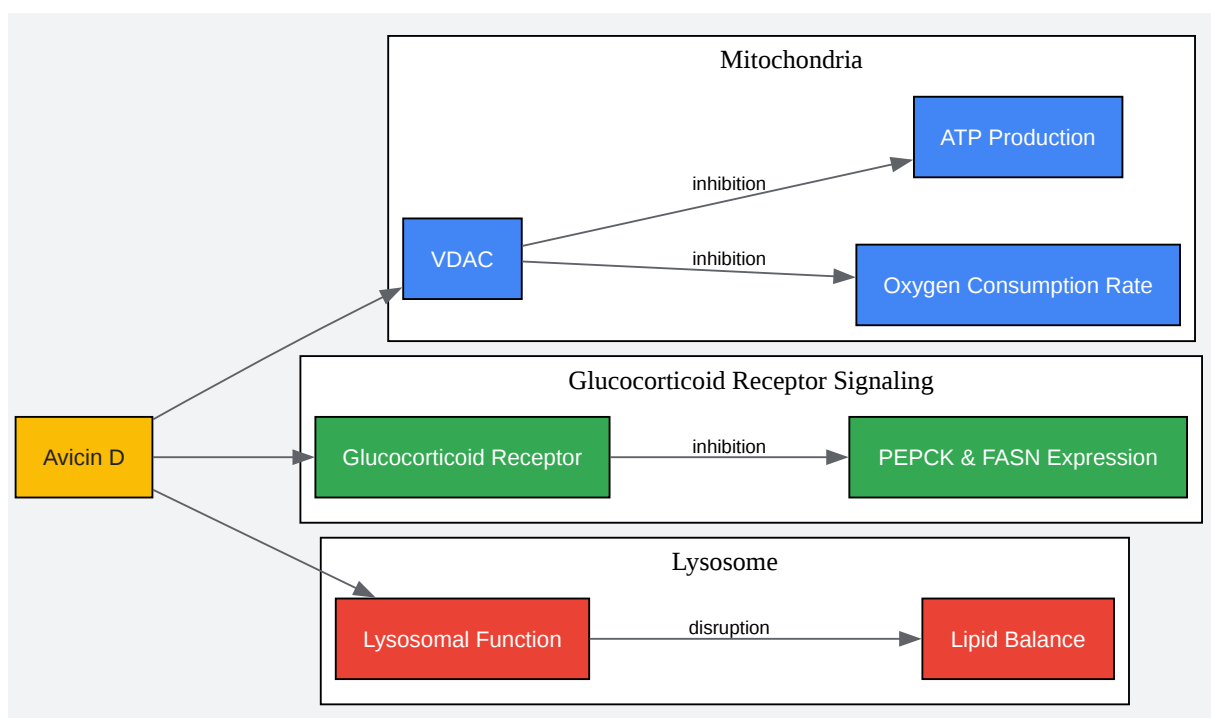 Mitochondria
ATP Production
inhibition
VDAC
inhibition
Oxygen Consumption Rate
Glucocorticoid Receptor Signaling
Avicin D
Glucocorticoid Receptor
inhibition
PEPCK & FASN Expression
Lysosome
Lysosomal Function
disruption
Lipid Balance